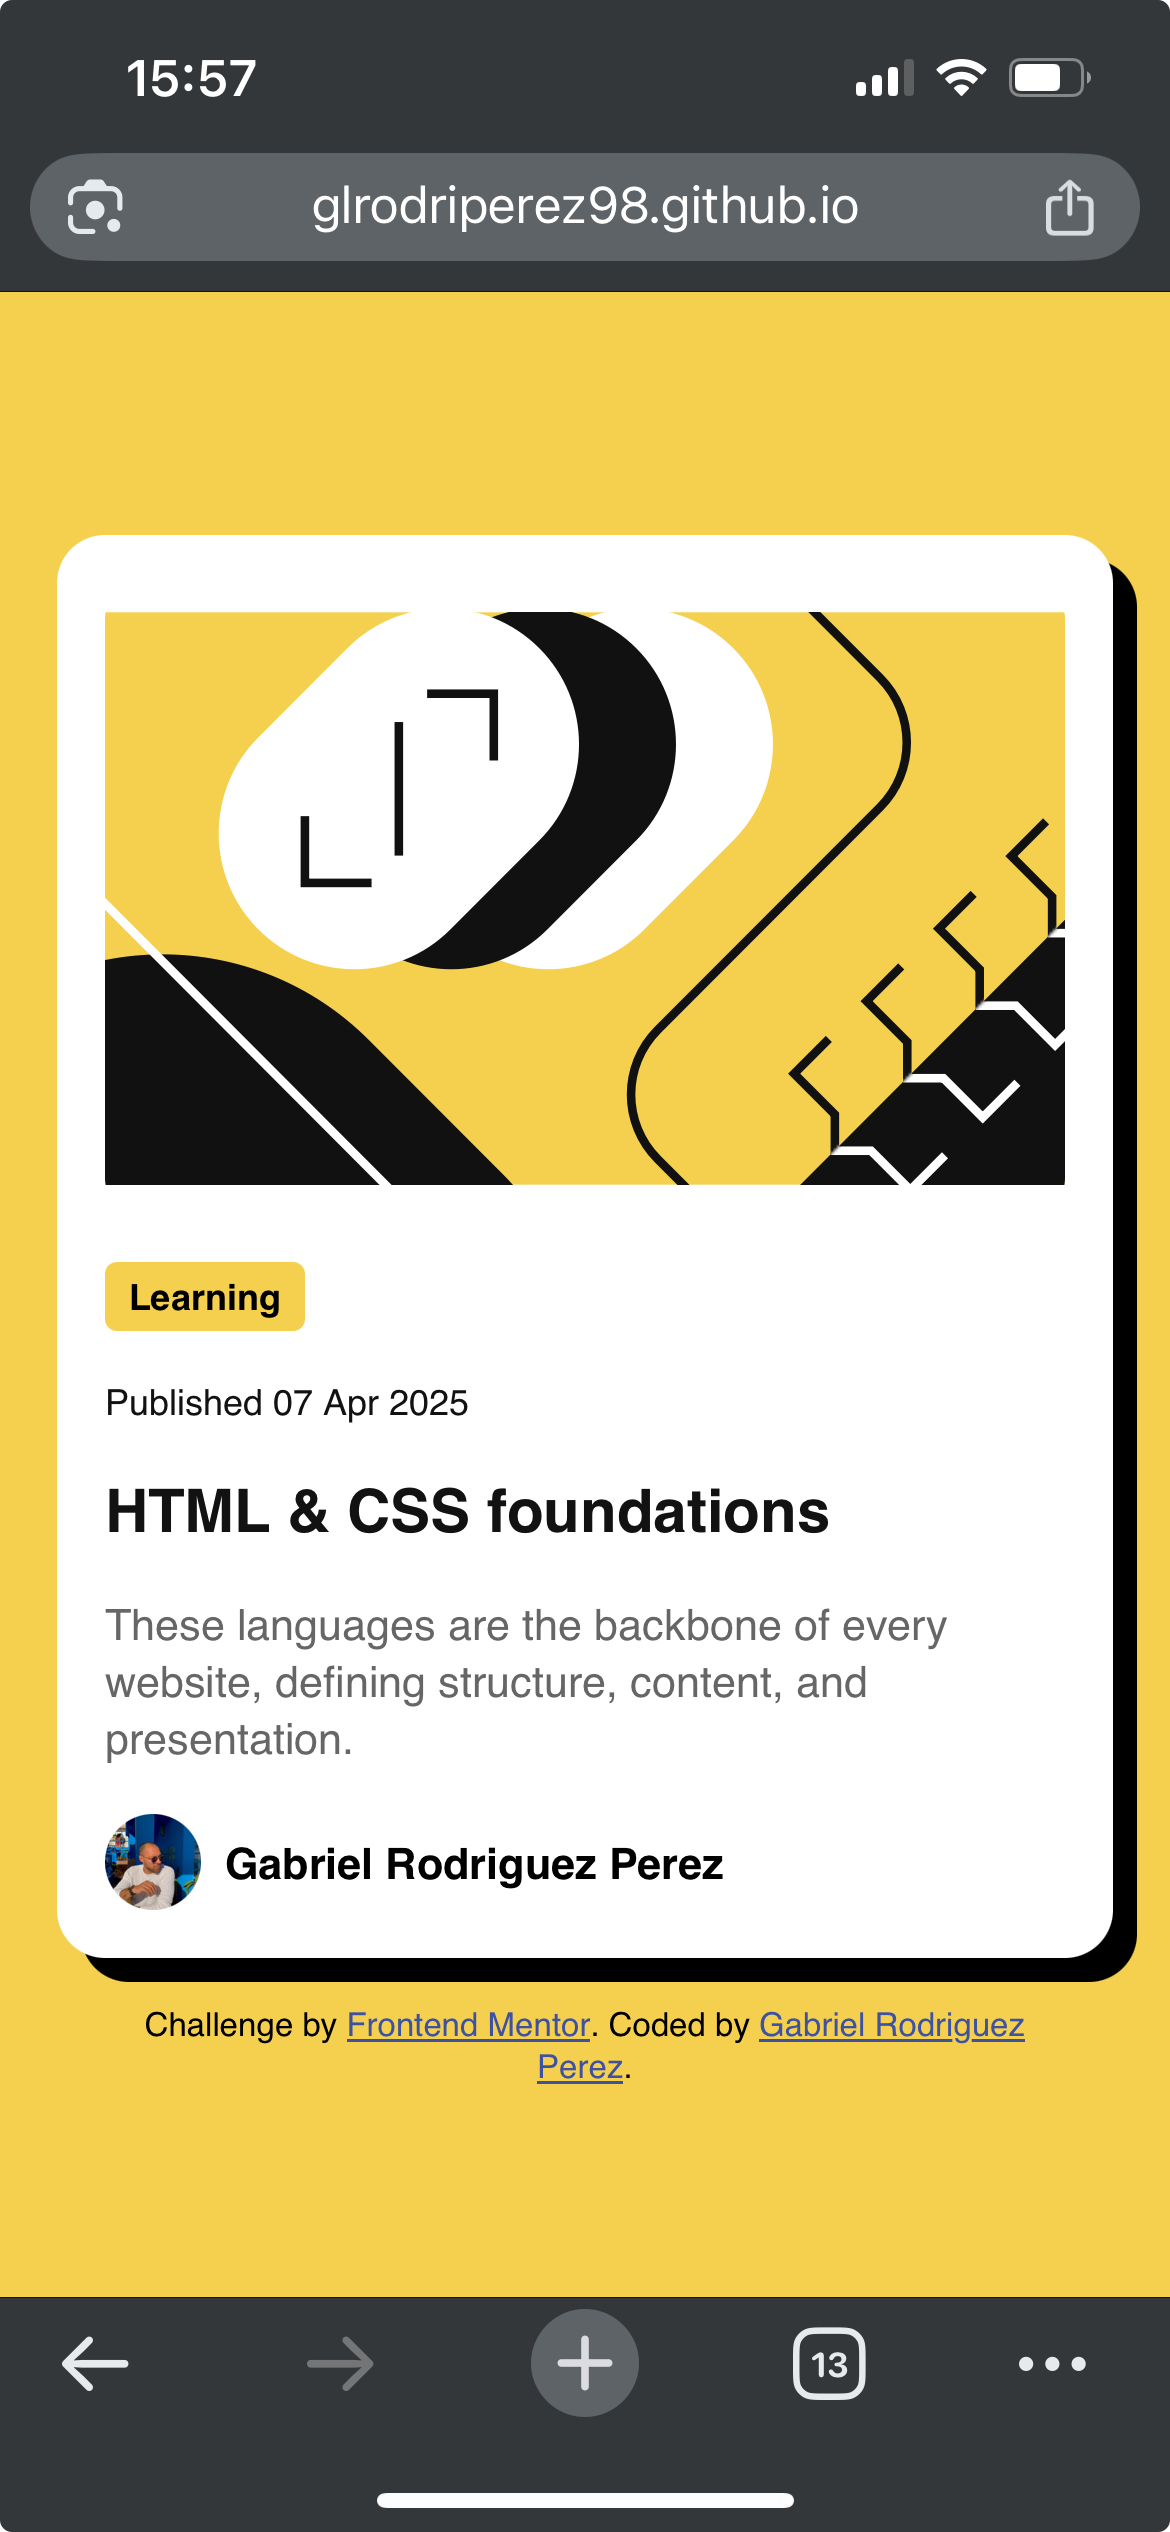 15:57
glrodriperez98.github.io
Learning
Published 07 Apr 2025
HTML & CSS foundations
These languages are the backbone of every
website, defining structure, content, and
presentation.
Gabriel Rodriguez Perez
Challenge by Frontend Mentor. Coded by Gabriel Rodriguez
Perez.
13